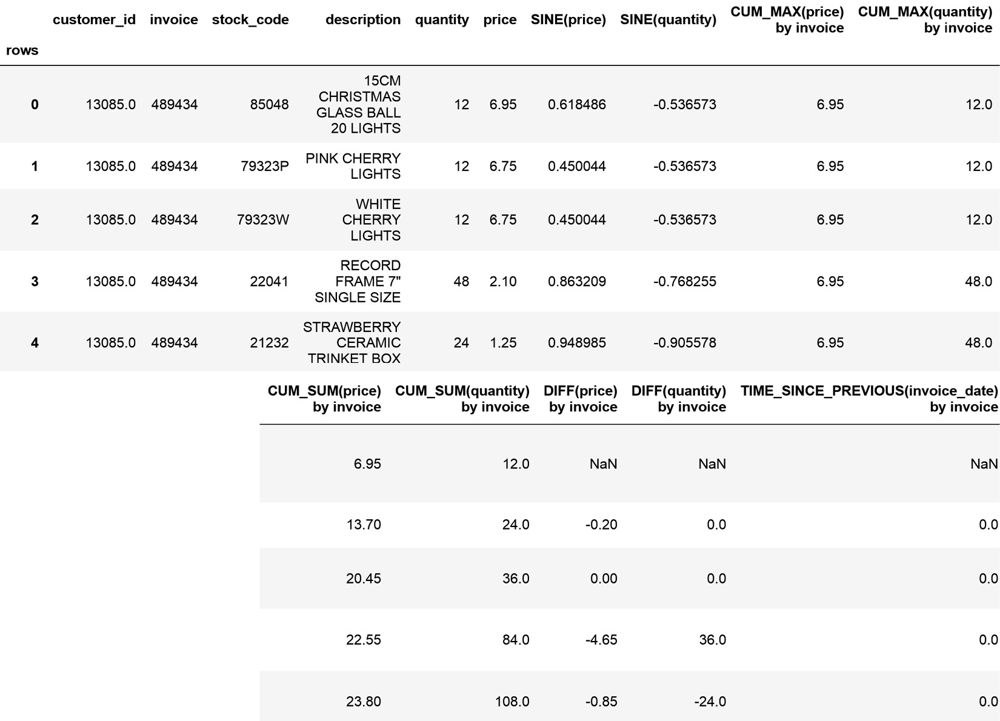 customer_id invoice stock_code description quantity price SINE(price) SINE(quantity) CUM_MAX(price) by invoice CUM_MAX(quantity) by invoice
rows
0 13085.0 489434 85048 15CM CHRISTMAS GLASS BALL 20 LIGHTS 12 6.95 0.618486 -0.536573 6.95 12.0
1 13085.0 489434 79323P PINK CHERRY LIGHTS 12 6.75 0.450044 -0.536573 6.95 12.0
2 13085.0 489434 79323W WHITE CHERRY LIGHTS 12 6.75 0.450044 -0.536573 6.95 12.0
3 13085.0 489434 22041 RECORD FRAME 7" SINGLE SIZE 48 2.10 0.863209 -0.768255 6.95 48.0
4 13085.0 489434 21232 STRAWBERRY CERAMIC TRINKET BOX 24 1.25 0.948985 -0.905578 6.95 48.0
CUM_SUM(price) by invoice CUM_SUM(quantity) by invoice DIFF(price) by invoice DIFF(quantity) by invoice TIME_SINCE_PREVIOUS(invoice_date) by invoice
6.95 12.0 NaN NaN NaN
13.70 24.0 -0.20 0.0 0.0
20.45 36.0 0.00 0.0 0.0
22.55 84.0 -4.65 36.0 0.0
23.80 108.0 -0.85 -24.0 0.0